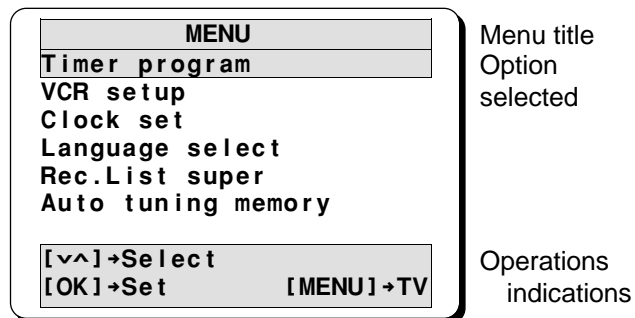 MENU
Timer program
VCR setup
Clock set
Language select
Rec.List super
Auto tuning memory
[∨∧]→Select
[OK]→Set [MENU]→TV
Menu title
Option
selected
Operations
indications